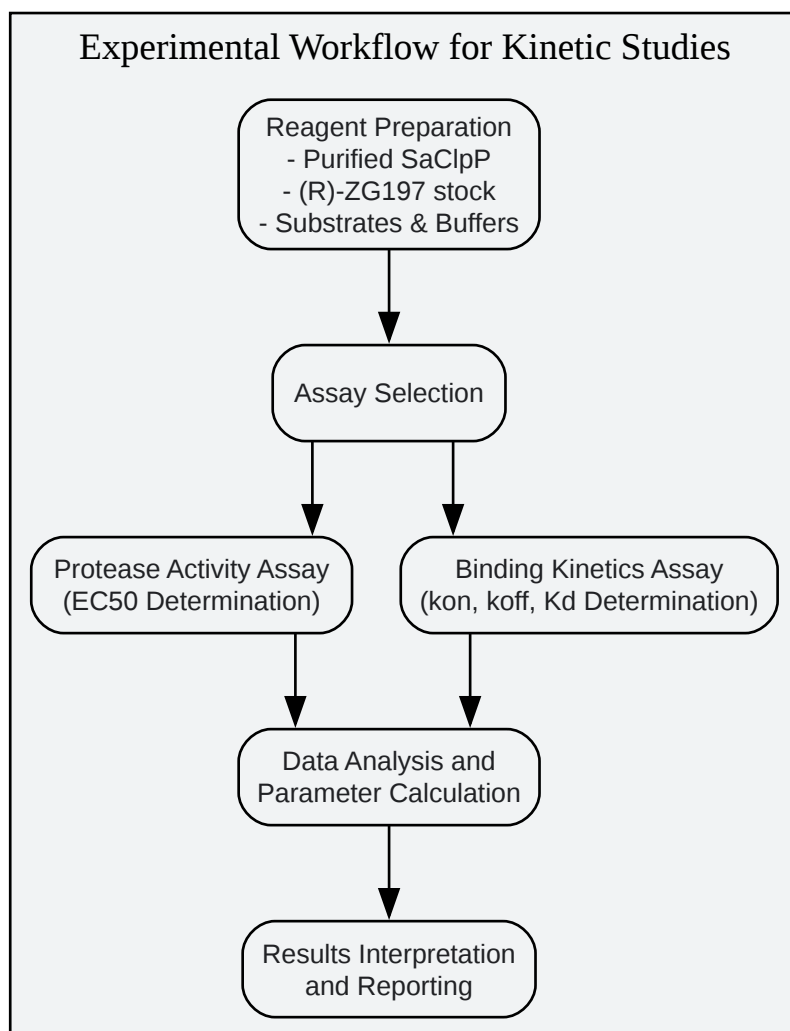 Experimental Workflow for Kinetic Studies
Reagent Preparation
- Purified SaClpP
- (R)-ZG197 stock
- Substrates & Buffers
Assay Selection
Protease Activity Assay
(EC50 Determination)
Binding Kinetics Assay
(kon, koff, Kd Determination)
Data Analysis and
Parameter Calculation
Results Interpretation
and Reporting